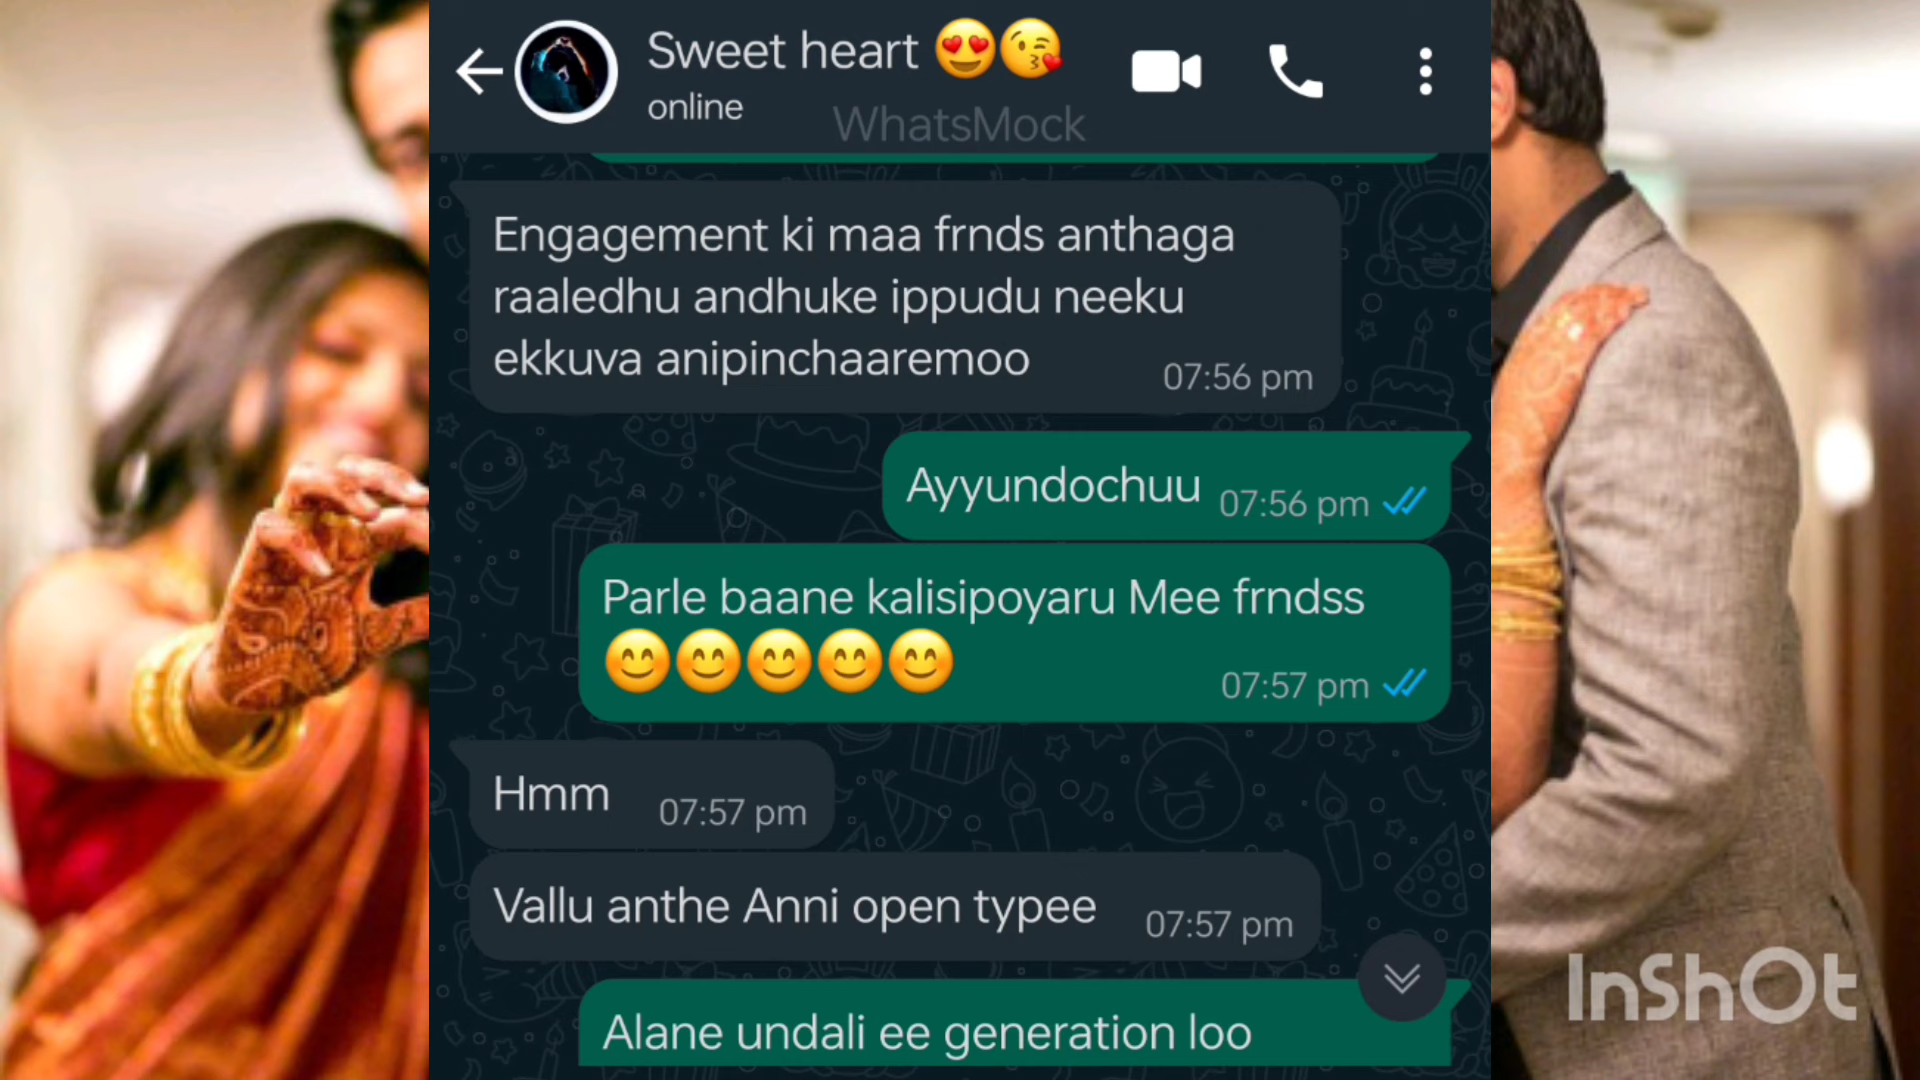 Sweet heart 😍😘
online
WhatsMock
Engagement ki maa frnds anthaga
raaledhu andhuke ippudu neeku
ekkuva anipinchaaremoo
07:56 pm
Ayyundochuu 07:56 pm
Parle baane kalisipoyaru Mee frndss
😊😊😊😊😊
07:57 pm
Hmm 07:57 pm
Vallu anthe Anni open typee 07:57 pm
Alane undali ee generation loo
InShOt